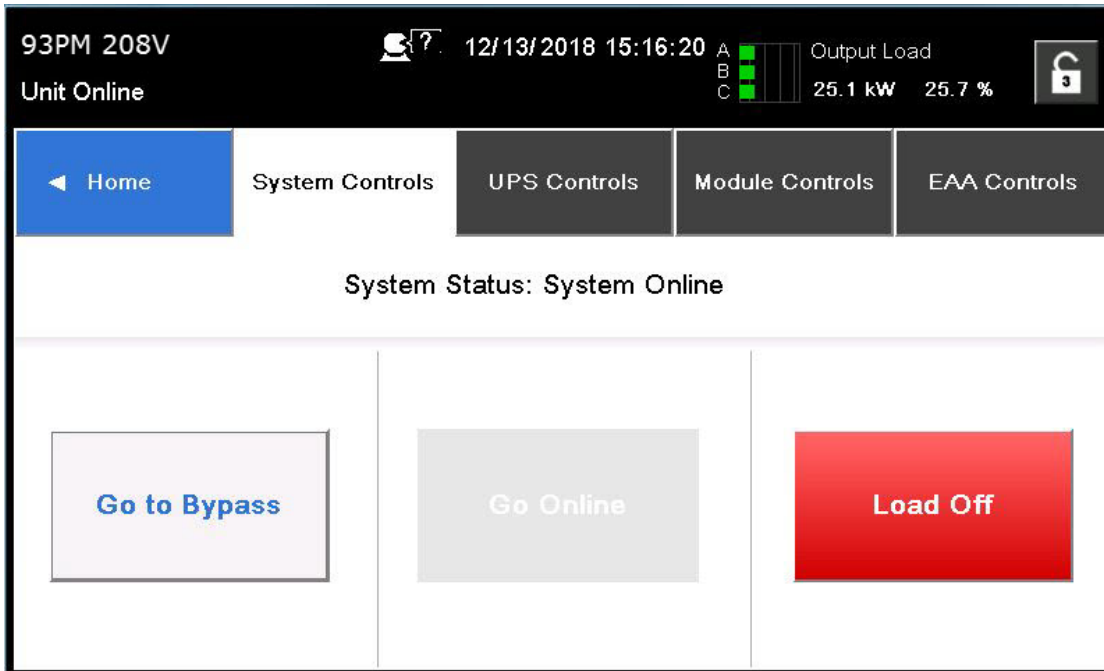 93PM 208V
?
12/13/2018 15:16:20
A
B
C
Output Load
25.1 kW 25.7 %
3
Unit Online
◄ Home
System Controls
UPS Controls
Module Controls
EAA Controls
System Status: System Online
Go to Bypass
Go Online
Load Off